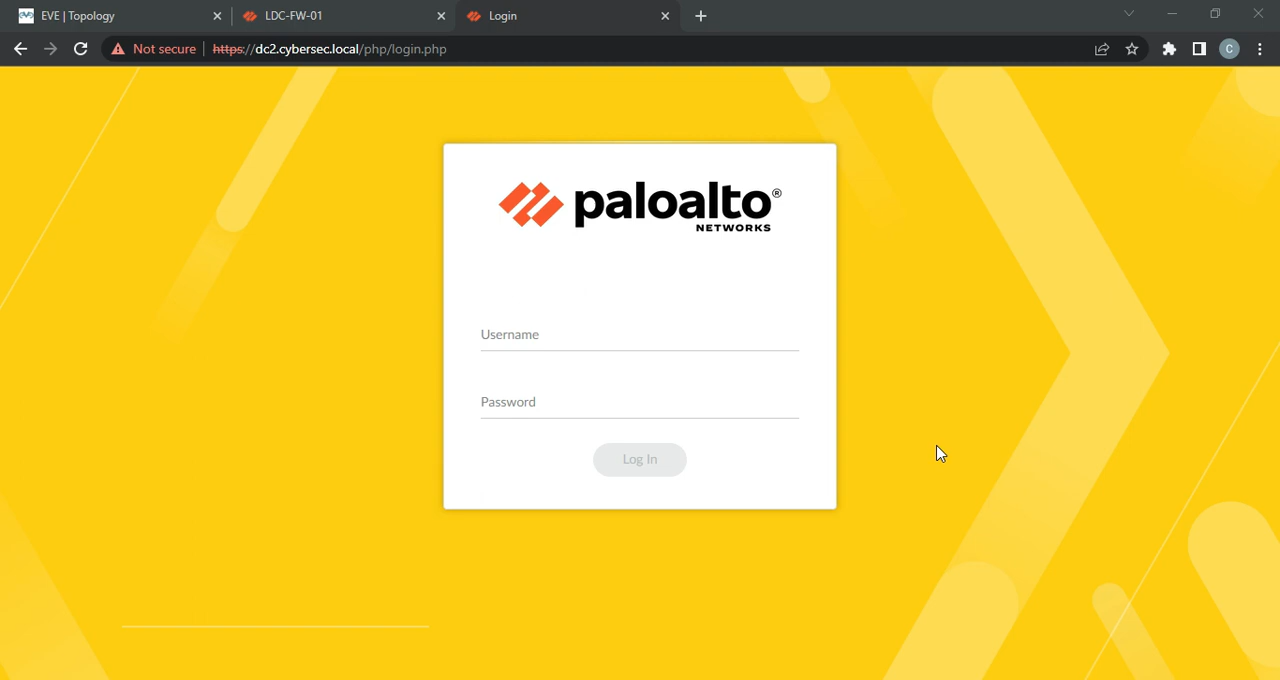 EVE | Topology
LDC-FW-01
Login
Not secure
https://dc2.cybersec.local/php/login.php
C
paloalto®
NETWORKS
Username
Password
Log In